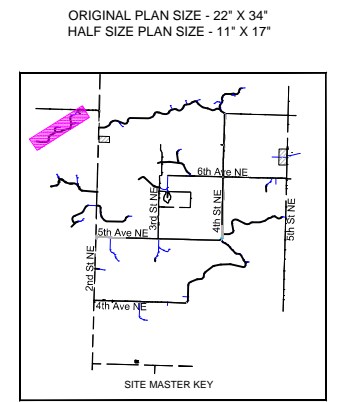 ORIGINAL PLAN SIZE - 22" X 34"
HALF SIZE PLAN SIZE - 11" X 17"
6th Ave NE
3rd St NE
4th St NE
5th St NE
5th Ave NE
2nd St NE
4th Ave NE
SITE MASTER KEY